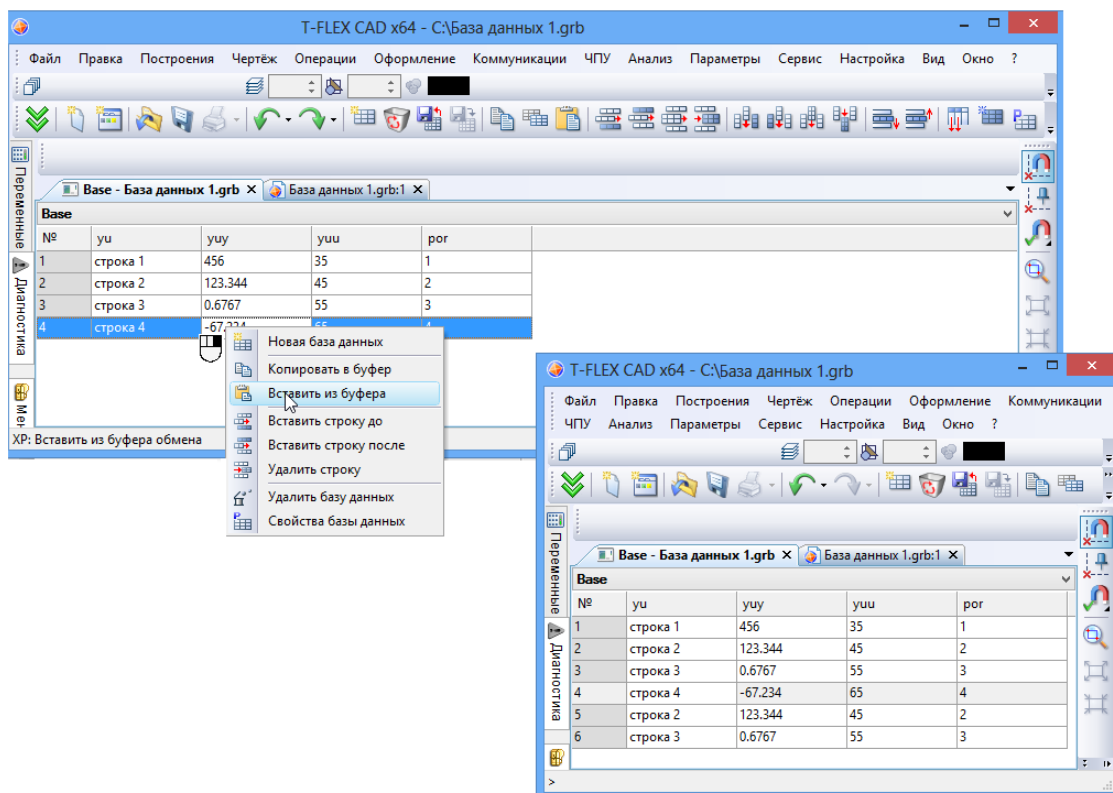 T-FLEX CAD x64 - C:\База данных 1.grb
Файл Правка Построения Чертёж Операции Оформление Коммуникации ЧПУ Анализ Параметры Сервис Настройка Вид Окно ?
Переменные
Диагностика
Мен
Base - База данных 1.grb База данных 1.grb:1
Base
№ yu yuy yuu por
1 строка 1 456 35 1
2 строка 2 123.344 45 2
3 строка 3 0.6767 55 3
4 строка 4 -67.234 65 4
Новая база данных
Копировать в буфер
Вставить из буфера
Вставить строку до
Вставить строку после
Удалить строку
Удалить базу данных
Свойства базы данных
XP: Вставить из буфера обмена
T-FLEX CAD x64 - C:\База данных 1.grb
Файл Правка Построения Чертёж Операции Оформление Коммуникации
ЧПУ Анализ Параметры Сервис Настройка Вид Окно ?
Переменные
Диагностика
Base - База данных 1.grb База данных 1.grb:1
Base
№ yu yuy yuu por
1 строка 1 456 35 1
2 строка 2 123.344 45 2
3 строка 3 0.6767 55 3
4 строка 4 -67.234 65 4
5 строка 2 123.344 45 2
6 строка 3 0.6767 55 3
>